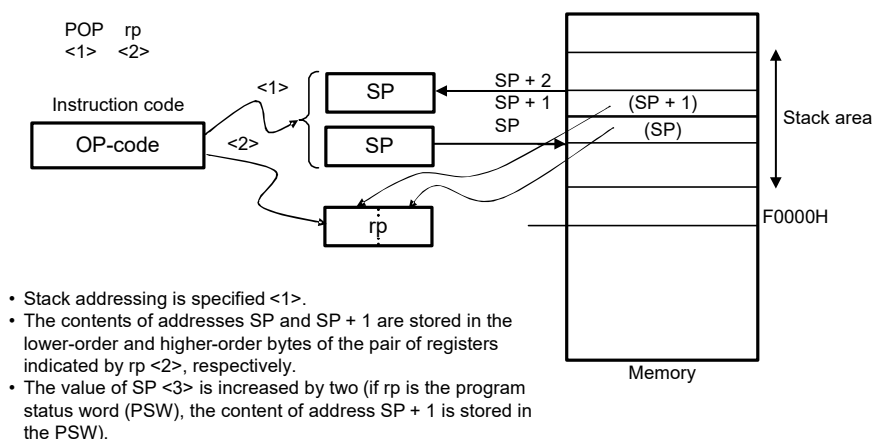 POP rp
<1> <2>
Instruction code
OP-code
<1>
<2>
SP
SP
rp
SP + 2
SP + 1
SP
(SP + 1)
(SP)
Stack area
F0000H
Memory
• Stack addressing is specified <1>.
• The contents of addresses SP and SP + 1 are stored in the
lower-order and higher-order bytes of the pair of registers
indicated by rp <2>, respectively.
• The value of SP <3> is increased by two (if rp is the program
status word (PSW), the content of address SP + 1 is stored in
the PSW).